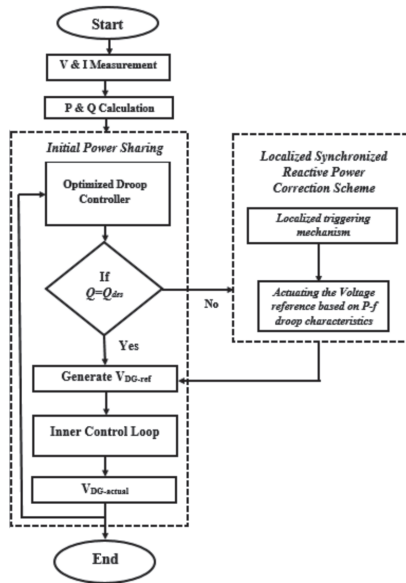 Start
V & I Measurement
P & Q Calculation
Initial Power Sharing
Optimized Droop
Controller
If
Q=Qdes
No
Yes
Generate VDG-ref
Inner Control Loop
VDG-actual
End
Localized Synchronized
Reactive Power
Correction Scheme
Localized triggering
mechanism
Actuating the Voltage
reference based on P-f
droop characteristics